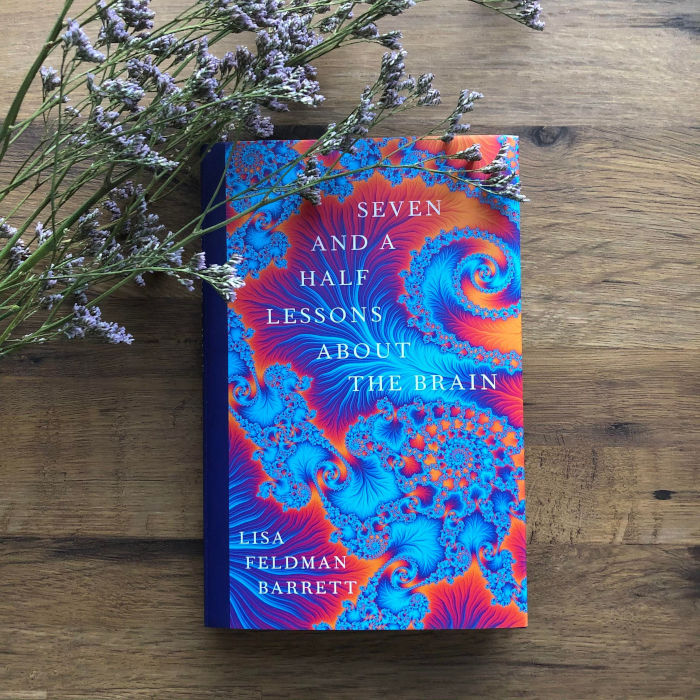 SEVEN
AND A
HALF
LESSONS
ABOUT
THE BRAIN
LISA
FELDMAN
BARRETT